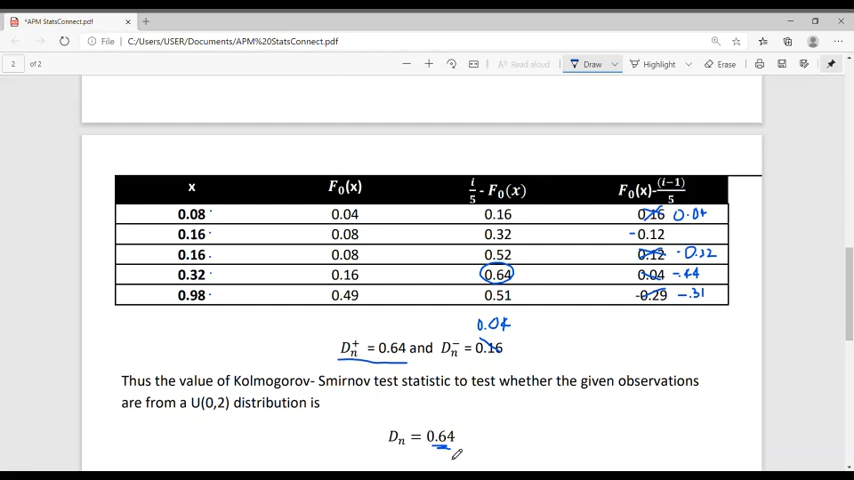 *APM StatsConnect.pdf
File C:/Users/USER/Documents/APM%20StatsConnect.pdf
2 of 2 Read aloud Draw Highlight Erase
x F₀(x) i/5 - F₀(x) F₀(x)-(i-1)/5
0.08 0.04 0.16 0.16 0.04
0.16 0.08 0.32 -0.12
0.16 0.08 0.52 0.12 -0.32
0.32 0.16 0.64 0.04 -.44
0.98 0.49 0.51 -0.29 -.31
0.04
Dₙ⁺ = 0.64 and Dₙ⁻ = 0.16
Thus the value of Kolmogorov- Smirnov test statistic to test whether the given observations
are from a U(0,2) distribution is
Dₙ = 0.64